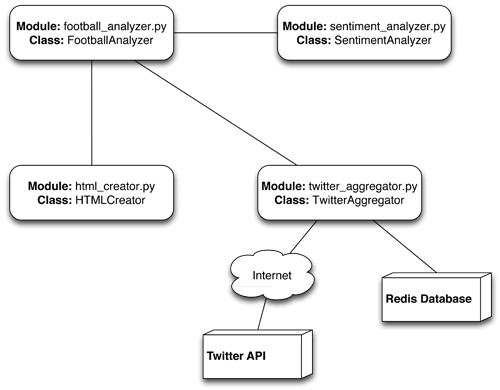 Module: football_analyzer.py
Class: FootballAnalyzer
Module: sentiment_analyzer.py
Class: SentimentAnalyzer
Module: html_creator.py
Class: HTMLCreator
Module: twitter_aggregator.py
Class: TwitterAggregator
Internet
Redis Database
Twitter API